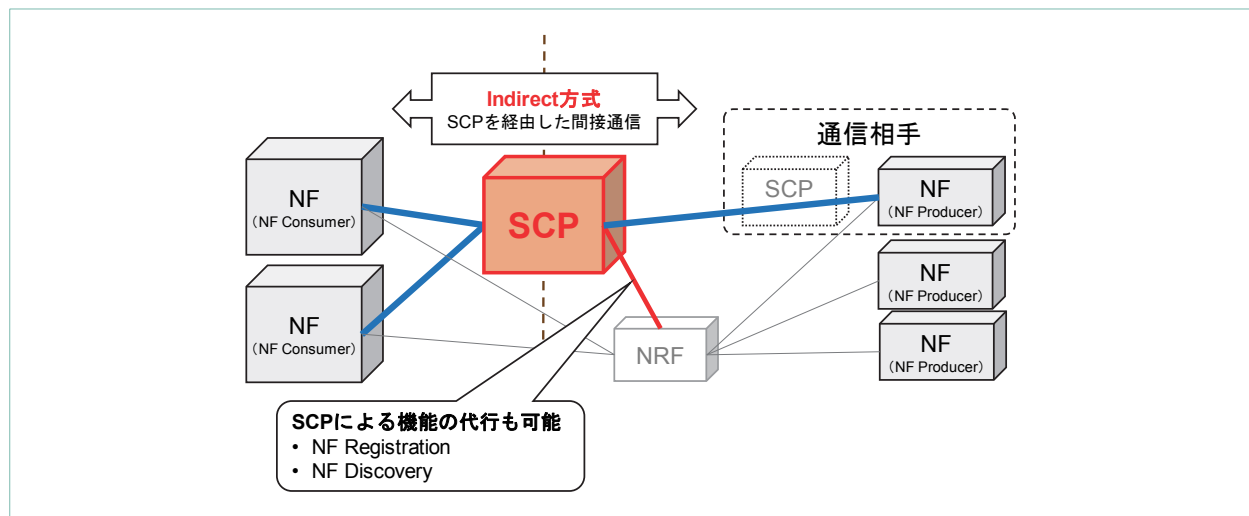 Indirect方式
SCPを経由した間接通信
通信相手
NF
（NF Consumer）
SCP
SCP
NF
（NF Producer）
NF
（NF Producer）
NF
（NF Consumer）
NRF
NF
（NF Producer）
SCPによる機能の代行も可能
• NF Registration
• NF Discovery